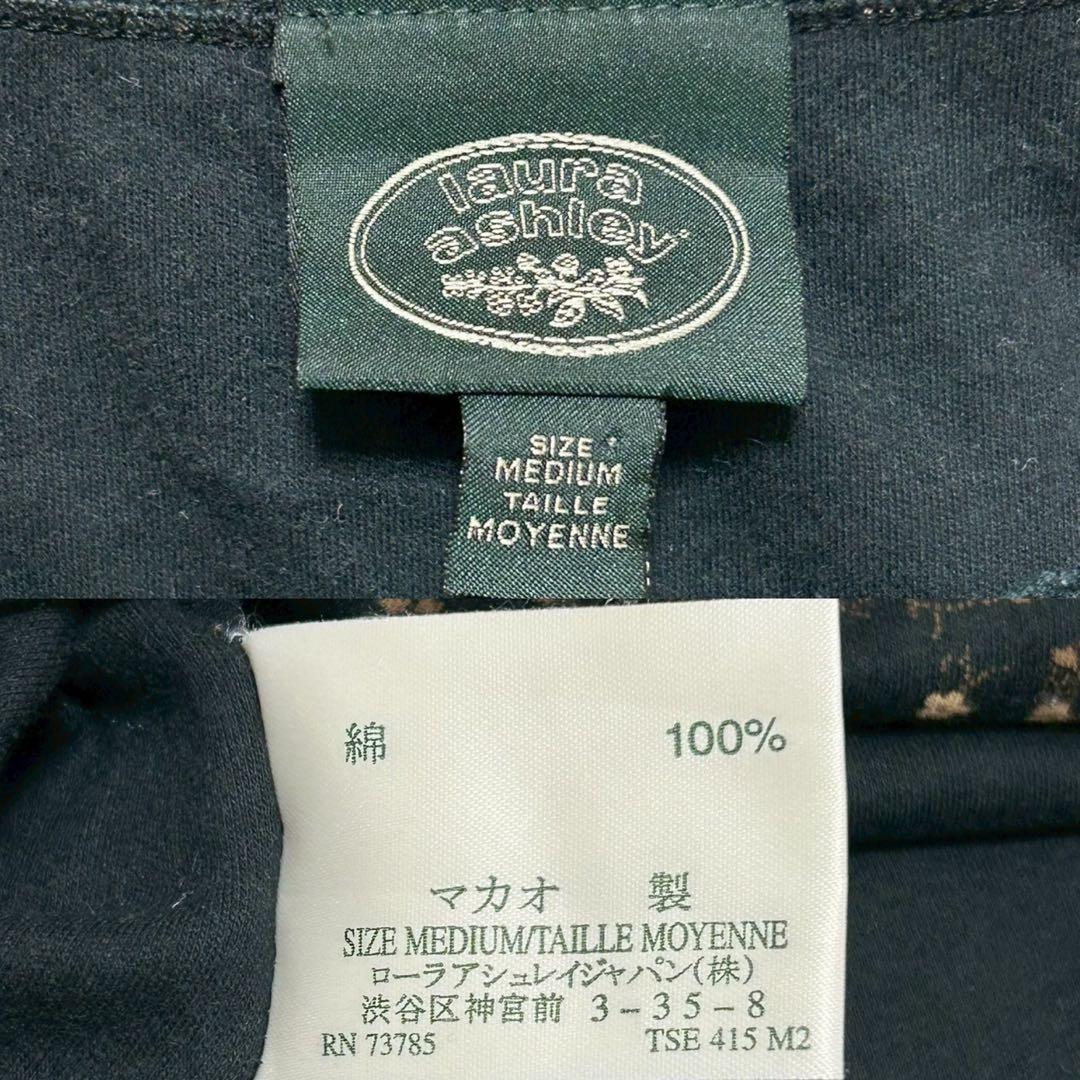 laura
ashley
SIZE
MEDIUM
TAILLE
MOYENNE
綿 100%
マカオ 製
SIZE MEDIUM/TAILLE MOYENNE
ローラアシュレイジャパン(株)
渋谷区神宮前 3-35-8
RN 73785 TSE 415 M2